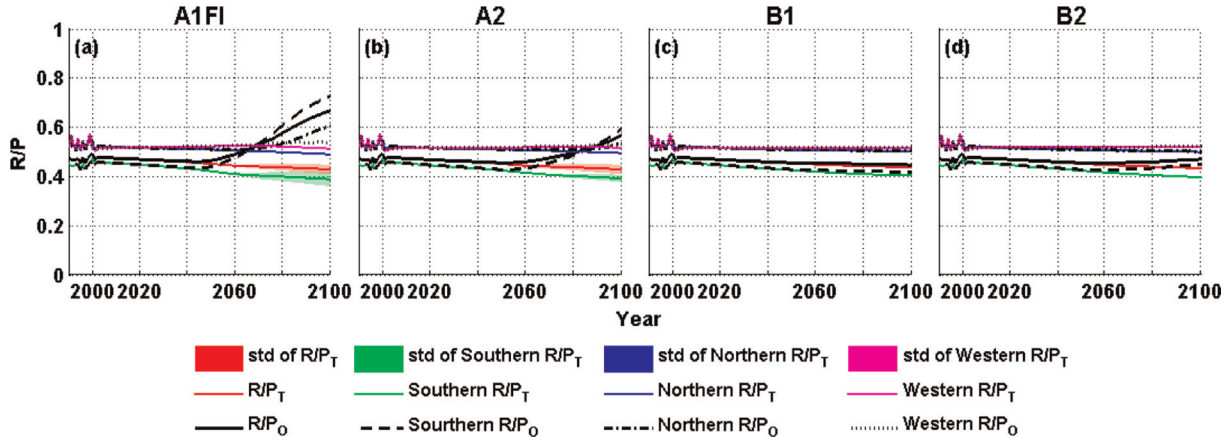 A1FI A2 B1 B2
(a) (b) (c) (d)
1
0.8
0.6
0.4
0.2
0
R/P
2000 2020 2060 2100 2000 2020 2060 2100 2000 2020 2060 2100 2000 2020 2060 2100
Year
std of R/PT std of Southern R/PT std of Northern R/PT std of Western R/PT
R/PT Southern R/PT Northern R/PT Western R/PT
R/PO Sourthern R/PO Northern R/PO Western R/PO